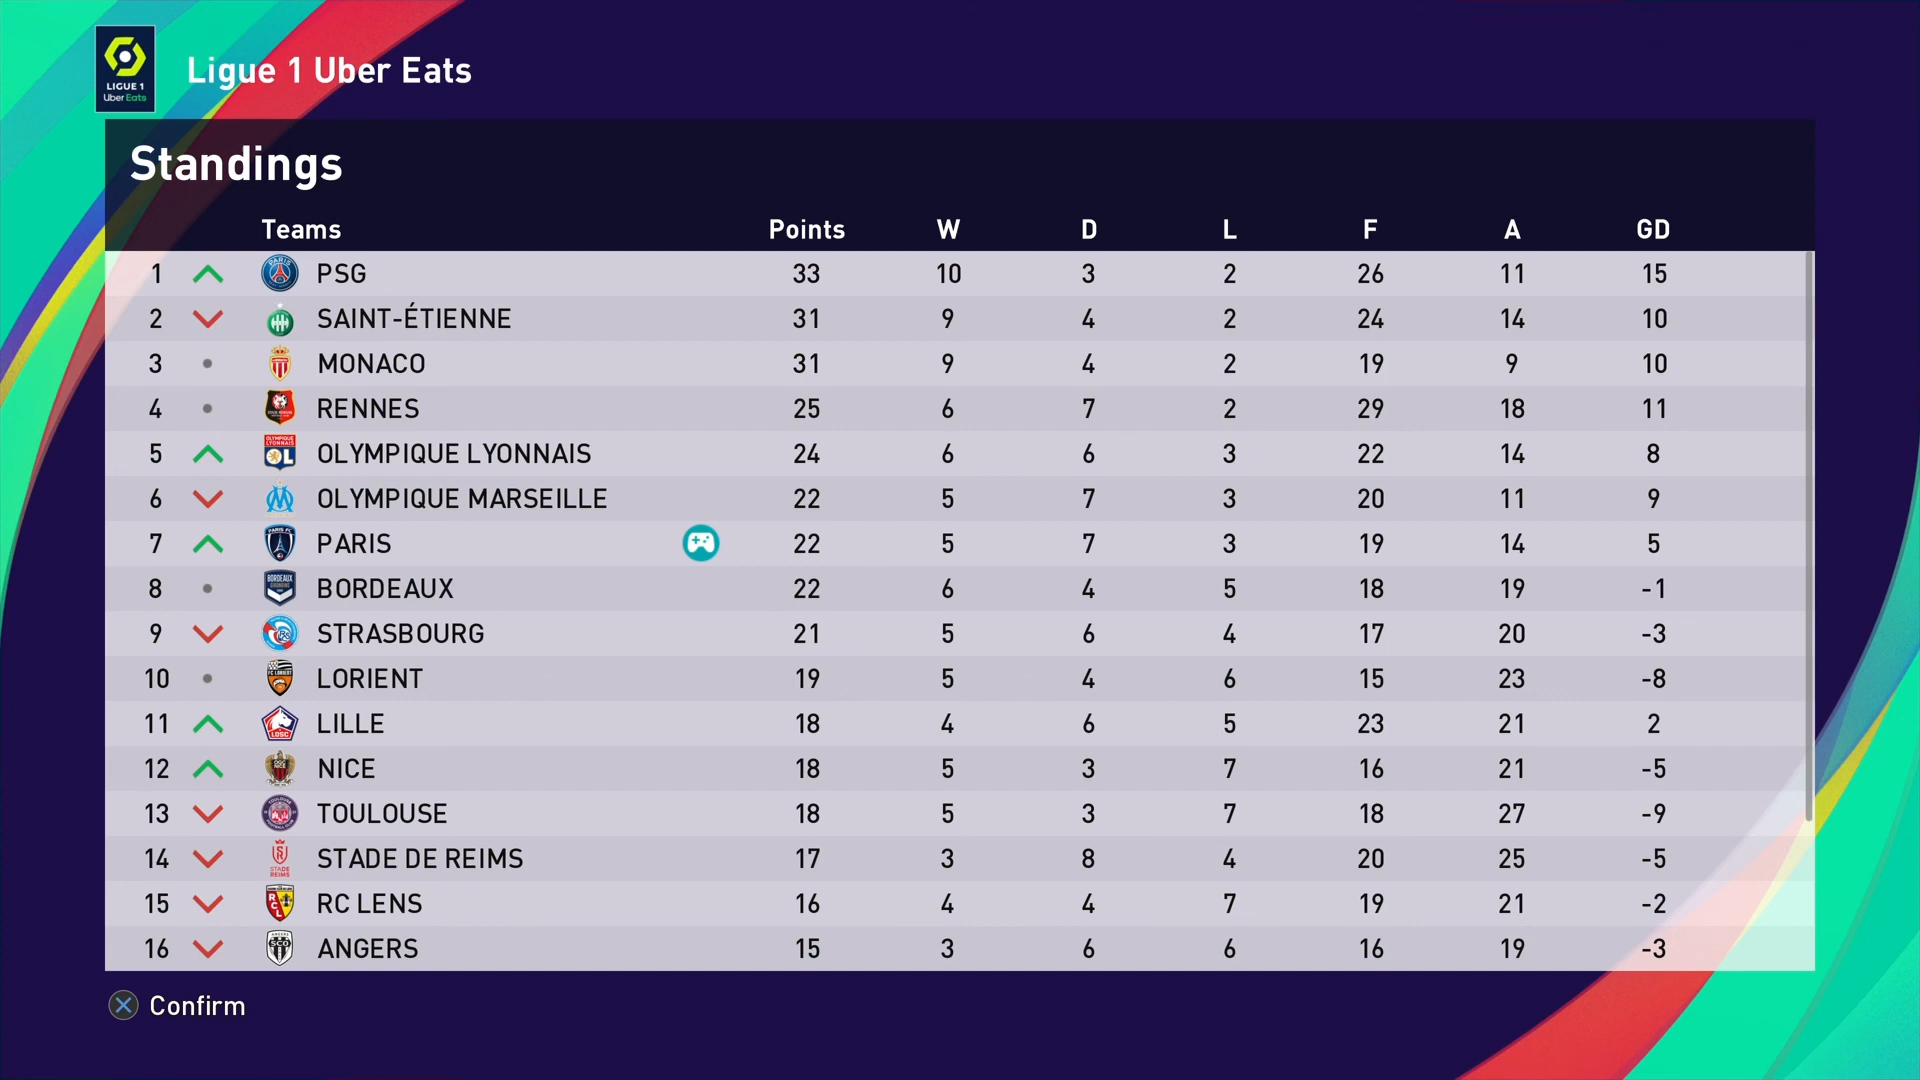 LIGUE 1
Uber Eats
Ligue 1 Uber Eats
Standings
Teams Points W D L F A GD
1 PSG 33 10 3 2 26 11 15
2 SAINT-ÉTIENNE 31 9 4 2 24 14 10
3 MONACO 31 9 4 2 19 9 10
4 RENNES 25 6 7 2 29 18 11
5 OLYMPIQUE LYONNAIS 24 6 6 3 22 14 8
6 OLYMPIQUE MARSEILLE 22 5 7 3 20 11 9
7 PARIS 22 5 7 3 19 14 5
8 BORDEAUX 22 6 4 5 18 19 -1
9 STRASBOURG 21 5 6 4 17 20 -3
10 LORIENT 19 5 4 6 15 23 -8
11 LILLE 18 4 6 5 23 21 2
12 NICE 18 5 3 7 16 21 -5
13 TOULOUSE 18 5 3 7 18 27 -9
14 STADE DE REIMS 17 3 8 4 20 25 -5
15 RC LENS 16 4 4 7 19 21 -2
16 ANGERS 15 3 6 6 16 19 -3
Confirm